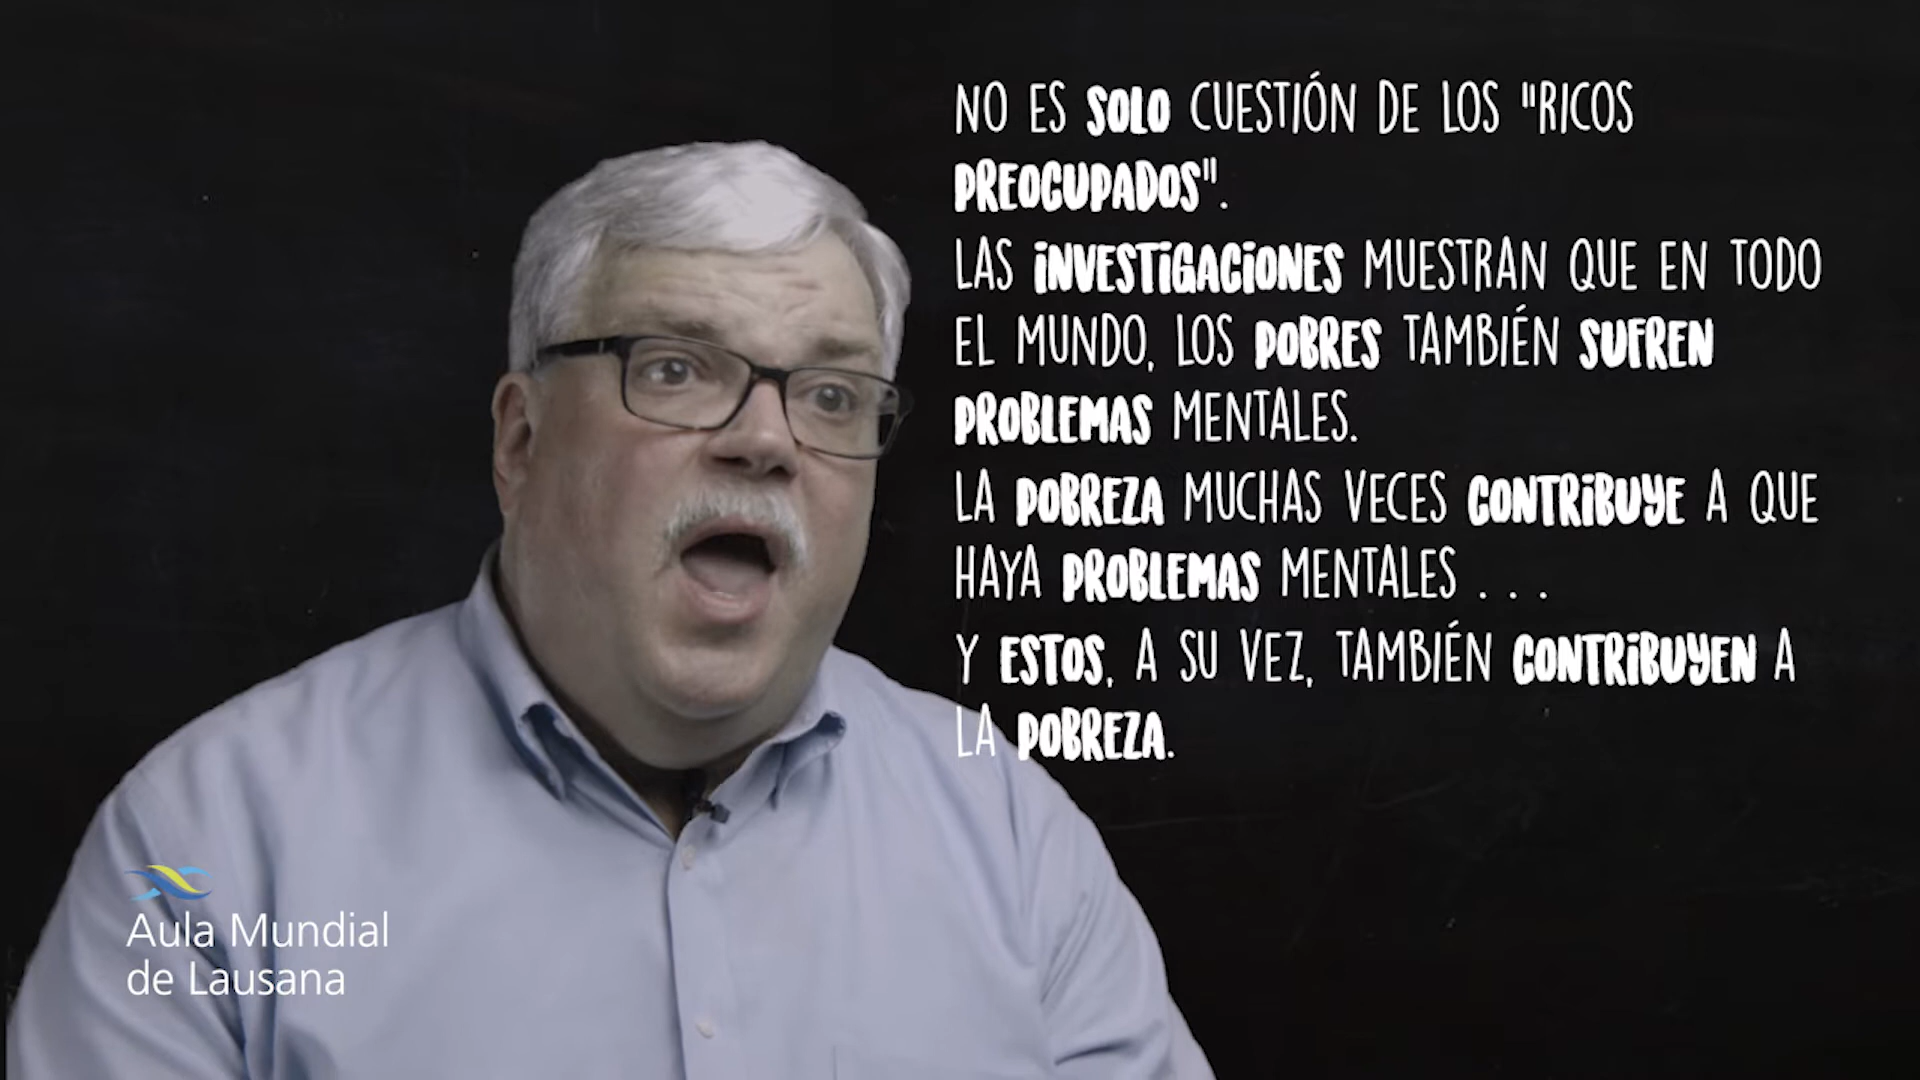 NO ES SOLO CUESTIÓN DE LOS "RICOS
PREOCUPADOS".
LAS INVESTIGACIONES MUESTRAN QUE EN TODO
EL MUNDO, LOS POBRES TAMBIÉN SUFREN
PROBLEMAS MENTALES.
LA POBREZA MUCHAS VECES CONTRIBUYE A QUE
HAYA PROBLEMAS MENTALES . . .
Y ESTOS, A SU VEZ, TAMBIÉN CONTRIBUYEN A
LA POBREZA.
Aula Mundial
de Lausana